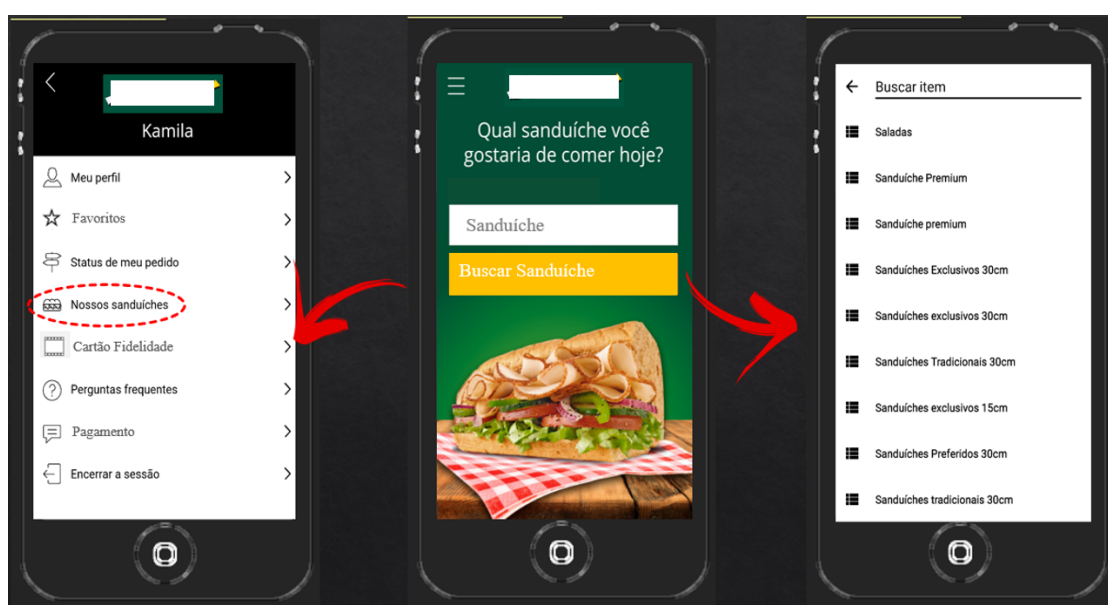 Kamila
Meu perfil
Favoritos
Status de meu pedido
Nossos sanduíches
Cartão Fidelidade
Perguntas frequentes
Pagamento
Encerrar a sessão
Qual sanduíche você
gostaria de comer hoje?
Sanduíche
Buscar Sanduíche
Buscar item
Saladas
Sanduíche Premium
Sanduíche premium
Sanduíches Exclusivos 30cm
Sanduíches exclusivos 30cm
Sanduíches Tradicionais 30cm
Sanduíches exclusivos 15cm
Sanduíches Preferidos 30cm
Sanduíches tradicionais 30cm